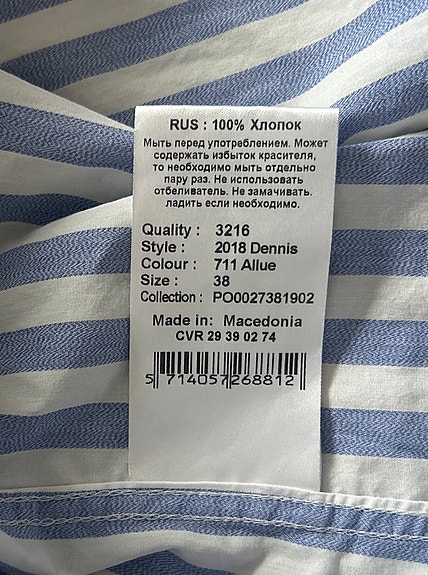 RUS : 100% Хлопок
Мыть перед употреблением. Может
содержать избыток красителя,
то необходимо мыть отдельно
пару раз. Не использовать
отбеливатель. Не замачивать.
ладить если необходимо.
Quality : 3216
Style : 2018 Dennis
Colour : 711 Allue
Size : 38
Collection : PO0027381902
Made in: Macedonia
CVR 29 39 02 74
5 714057 268812